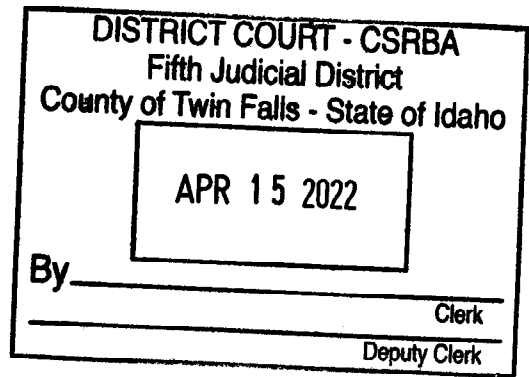 DISTRICT COURT - CSRBA
Fifth Judicial District
County of Twin Falls - State of Idaho
APR 15 2022
By
Clerk
Deputy Clerk